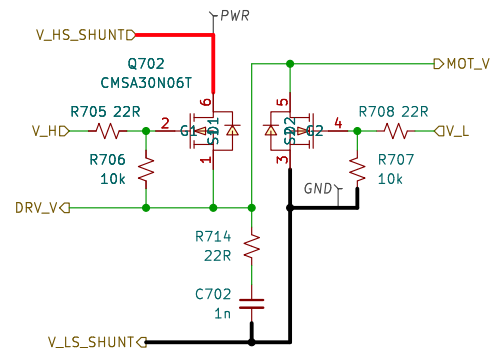 PWR
V_HS_SHUNT
Q702
CMSA30N06T
MOT_V
6
5
R705 22R
R708 22R
V_H
2
G1
SD1
SD2
G2
4
V_L
R706
10k
1
3
R707
10k
GND
DRV_V
R714
22R
C702
1n
V_LS_SHUNT